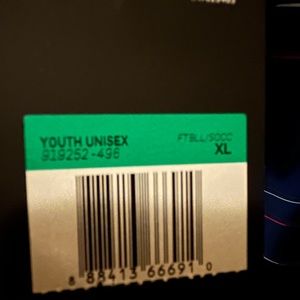 YOUTH UNISEX FTBLL/SOCC
919252-496 XL
8 88413 66691 0